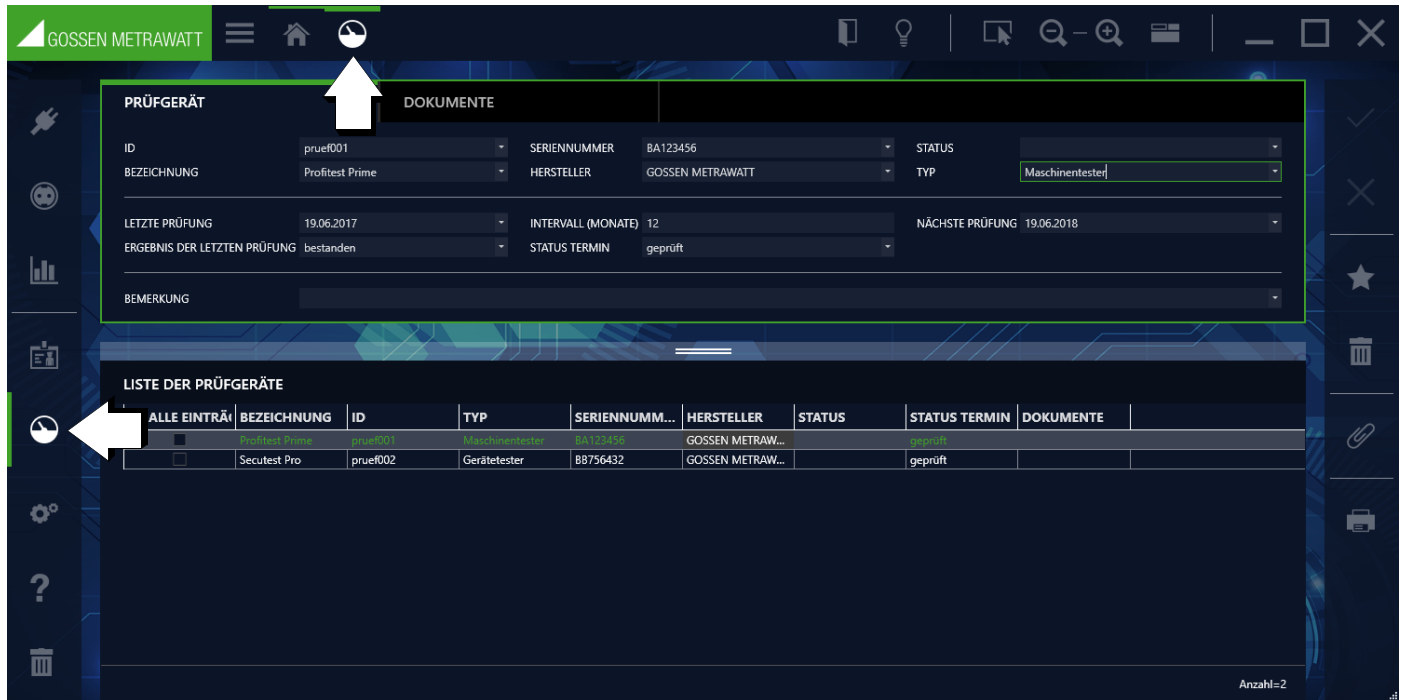 GOSSEN METRAWATT
PRÜFGERÄT DOKUMENTE
ID pruef001 SERIENNUMMER BA123456 STATUS
BEZEICHNUNG Profitest Prime HERSTELLER GOSSEN METRAWATT TYP Maschinentester
LETZTE PRÜFUNG 19.06.2017 INTERVALL (MONATE) 12 NÄCHSTE PRÜFUNG 19.06.2018
ERGEBNIS DER LETZTEN PRÜFUNG bestanden STATUS TERMIN geprüft
BEMERKUNG
LISTE DER PRÜFGERÄTE
ALLE EINTRÄ BEZEICHNUNG ID TYP SERIENNUMM... HERSTELLER STATUS STATUS TERMIN DOKUMENTE
Profitest Prime pruef001 Maschinentester BA123456 GOSSEN METRAW... geprüft
Secutest Pro pruef002 Gerätetester BB756432 GOSSEN METRAW... geprüft
?
Anzahl=2